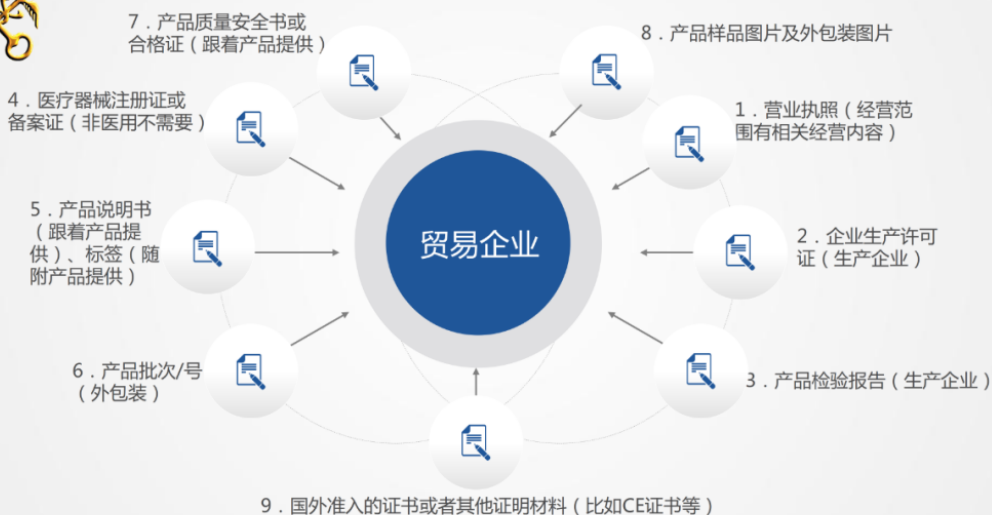 7．产品质量安全书或
合格证（跟着产品提供）
8．产品样品图片及外包装图片
4．医疗器械注册证或
备案证（非医用不需要）
1．营业执照（经营范
围有相关经营内容）
5．产品说明书
（跟着产品提
供）、标签（随
附产品提供）
贸易企业
2．企业生产许可
证（生产企业）
6．产品批次/号
（外包装）
3．产品检验报告（生产企业）
9．国外准入的证书或者其他证明材料（比如CE证书等）